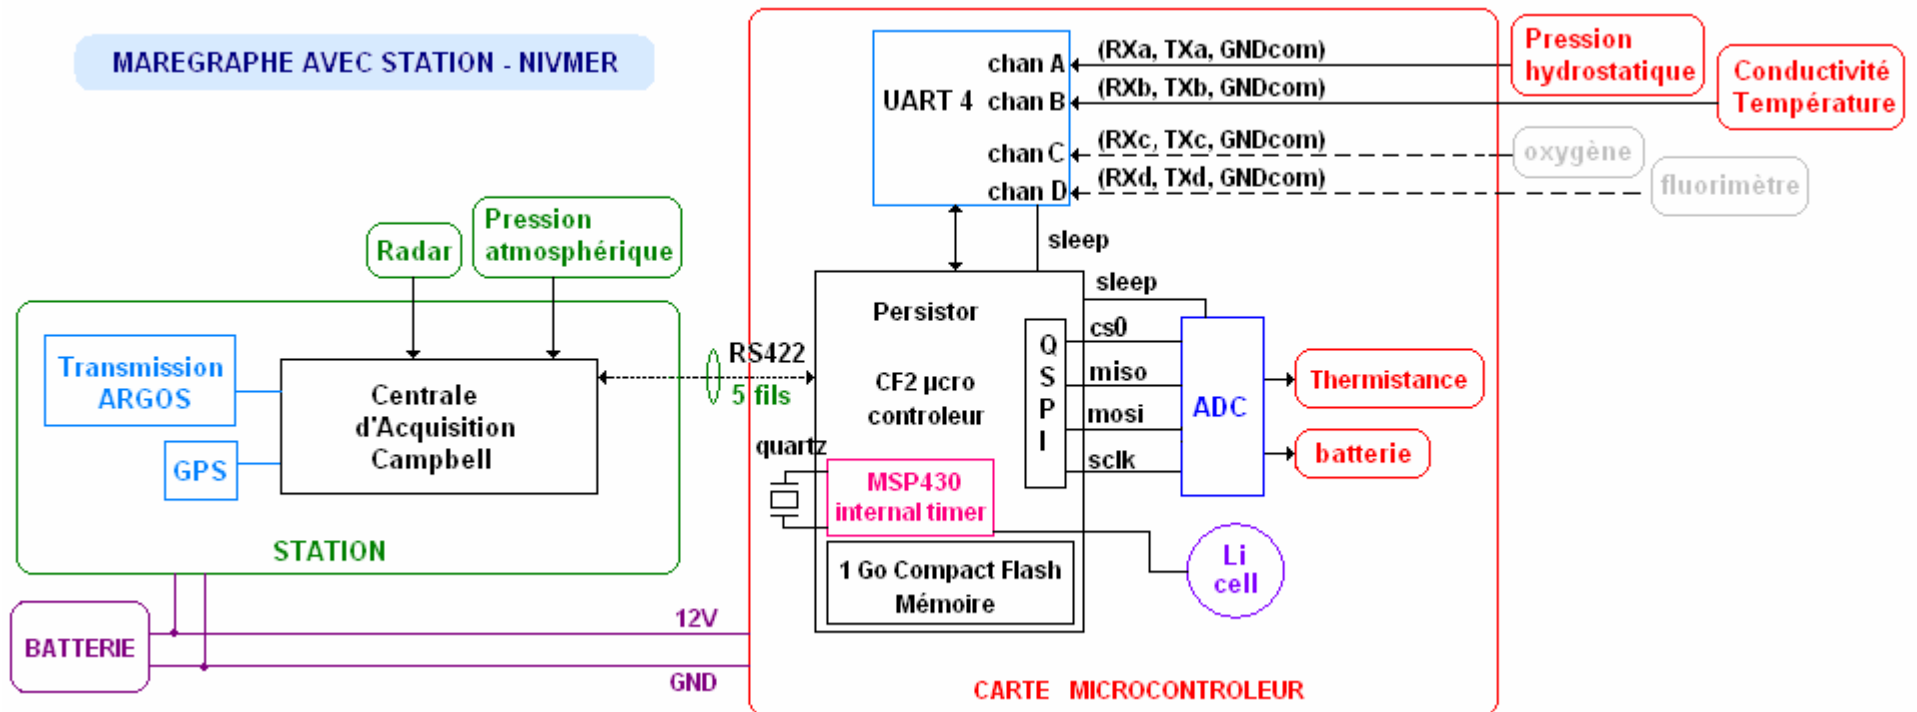 MAREGRAPHE AVEC STATION - NIVMER
UART 4
chan A
(RXa, TXa, GNDcom)
Pression
hydrostatique
chan B
(RXb, TXb, GNDcom)
Conductivité
Température
chan C
(RXc, TXc, GNDcom)
oxygène
chan D
(RXd, TXd, GNDcom)
fluorimètre
sleep
Radar
Pression
atmosphérique
Transmission
ARGOS
GPS
Centrale
d'Acquisition
Campbell
STATION
RS422
5 fils
Persistor
CF2 µcro
controleur
Q
S
P
I
sleep
cs0
miso
mosi
sclk
ADC
Thermistance
batterie
quartz
MSP430
internal timer
1 Go Compact Flash
Mémoire
Li
cell
BATTERIE
12V
GND
CARTE MICROCONTROLEUR